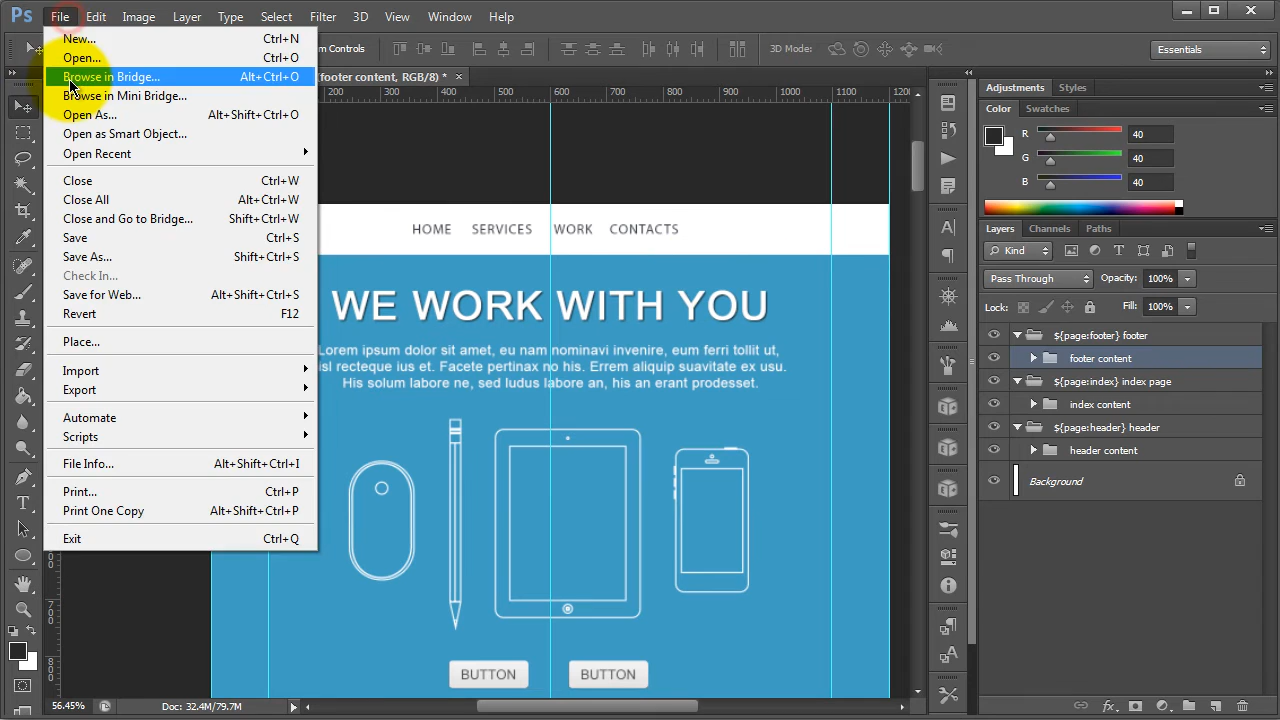 Ps File Edit Image Layer Type Select Filter 3D View Window Help
Controls 3D Mode: Essentials
(footer content, RGB/8) * ×
New... Ctrl+N
Open... Ctrl+O
Browse in Bridge... Alt+Ctrl+O
Browse in Mini Bridge...
Open As... Alt+Shift+Ctrl+O
Open as Smart Object...
Open Recent
Close Ctrl+W
Close All Alt+Ctrl+W
Close and Go to Bridge... Shift+Ctrl+W
Save Ctrl+S
Save As... Shift+Ctrl+S
Check In...
Save for Web... Alt+Shift+Ctrl+S
Revert F12
Place...
Import
Export
Automate
Scripts
File Info... Alt+Shift+Ctrl+I
Print... Ctrl+P
Print One Copy Alt+Shift+Ctrl+P
Exit Ctrl+Q
200 300 400 500 600 700 800 900 1000 1100 1200
HOME SERVICES WORK CONTACTS
WE WORK WITH YOU
Lorem ipsum dolor sit amet, eu nam nominavi invenire, eum ferri tollit ut,
recteque ius et. Facete pertinax no his. Errem aliquip suavitate ex usu.
His solum labore ne, sed ludus labore an, his an erant prodesset.
BUTTON BUTTON
700
800
56.45% Doc: 32.4M/79.7M
Adjustments Styles
Color Swatches
R 40
G 40
B 40
Layers Channels Paths
Kind
Pass Through Opacity: 100%
Lock: Fill: 100%
${page:footer} footer
footer content
${page:index} index page
index content
${page:header} header
header content
Background